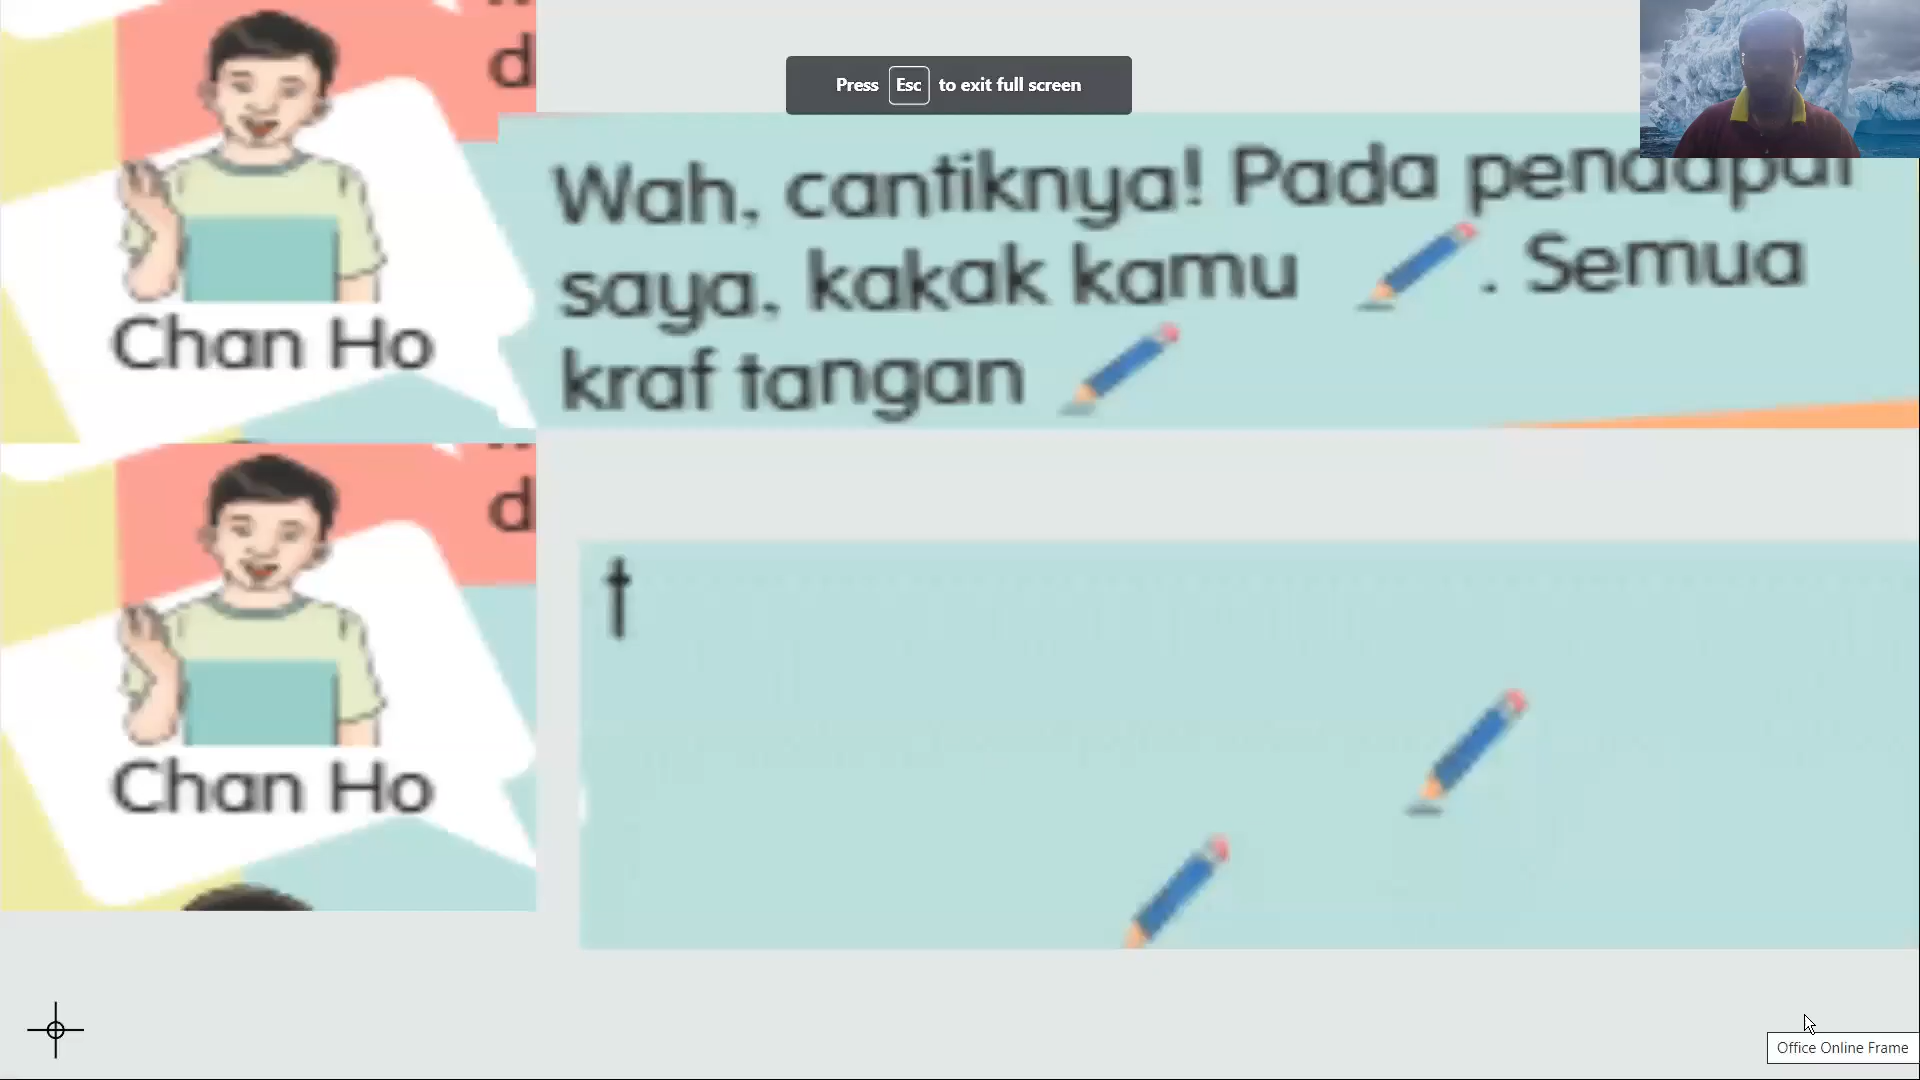 d
Press Esc to exit full screen
Wah, cantiknya! Pada pendapat
saya, kakak kamu . Semua
kraf tangan
Chan Ho
d
t
Chan Ho
Office Online Frame